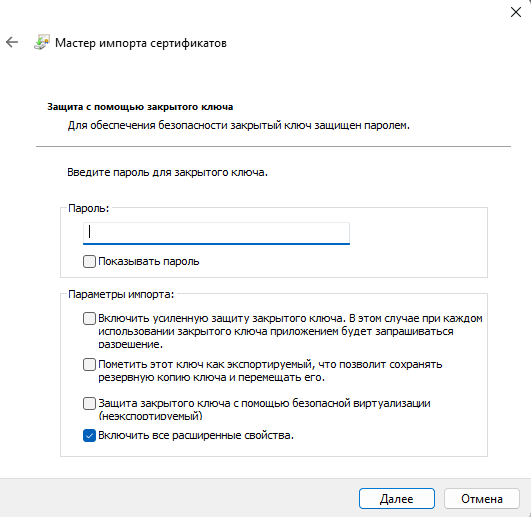 Мастер импорта сертификатов
Защита с помощью закрытого ключа
Для обеспечения безопасности закрытый ключ защищен паролем.
Введите пароль для закрытого ключа.
Пароль:
Показывать пароль
Параметры импорта:
Включить усиленную защиту закрытого ключа. В этом случае при каждом
использовании закрытого ключа приложением будет запрашиваться
разрешение.
Пометить этот ключ как экспортируемый, что позволит сохранять
резервную копию ключа и перемещать его.
Защита закрытого ключа с помощью безопасной виртуализации
(неэкспортируемый)
Включить все расширенные свойства.
Далее
Отмена